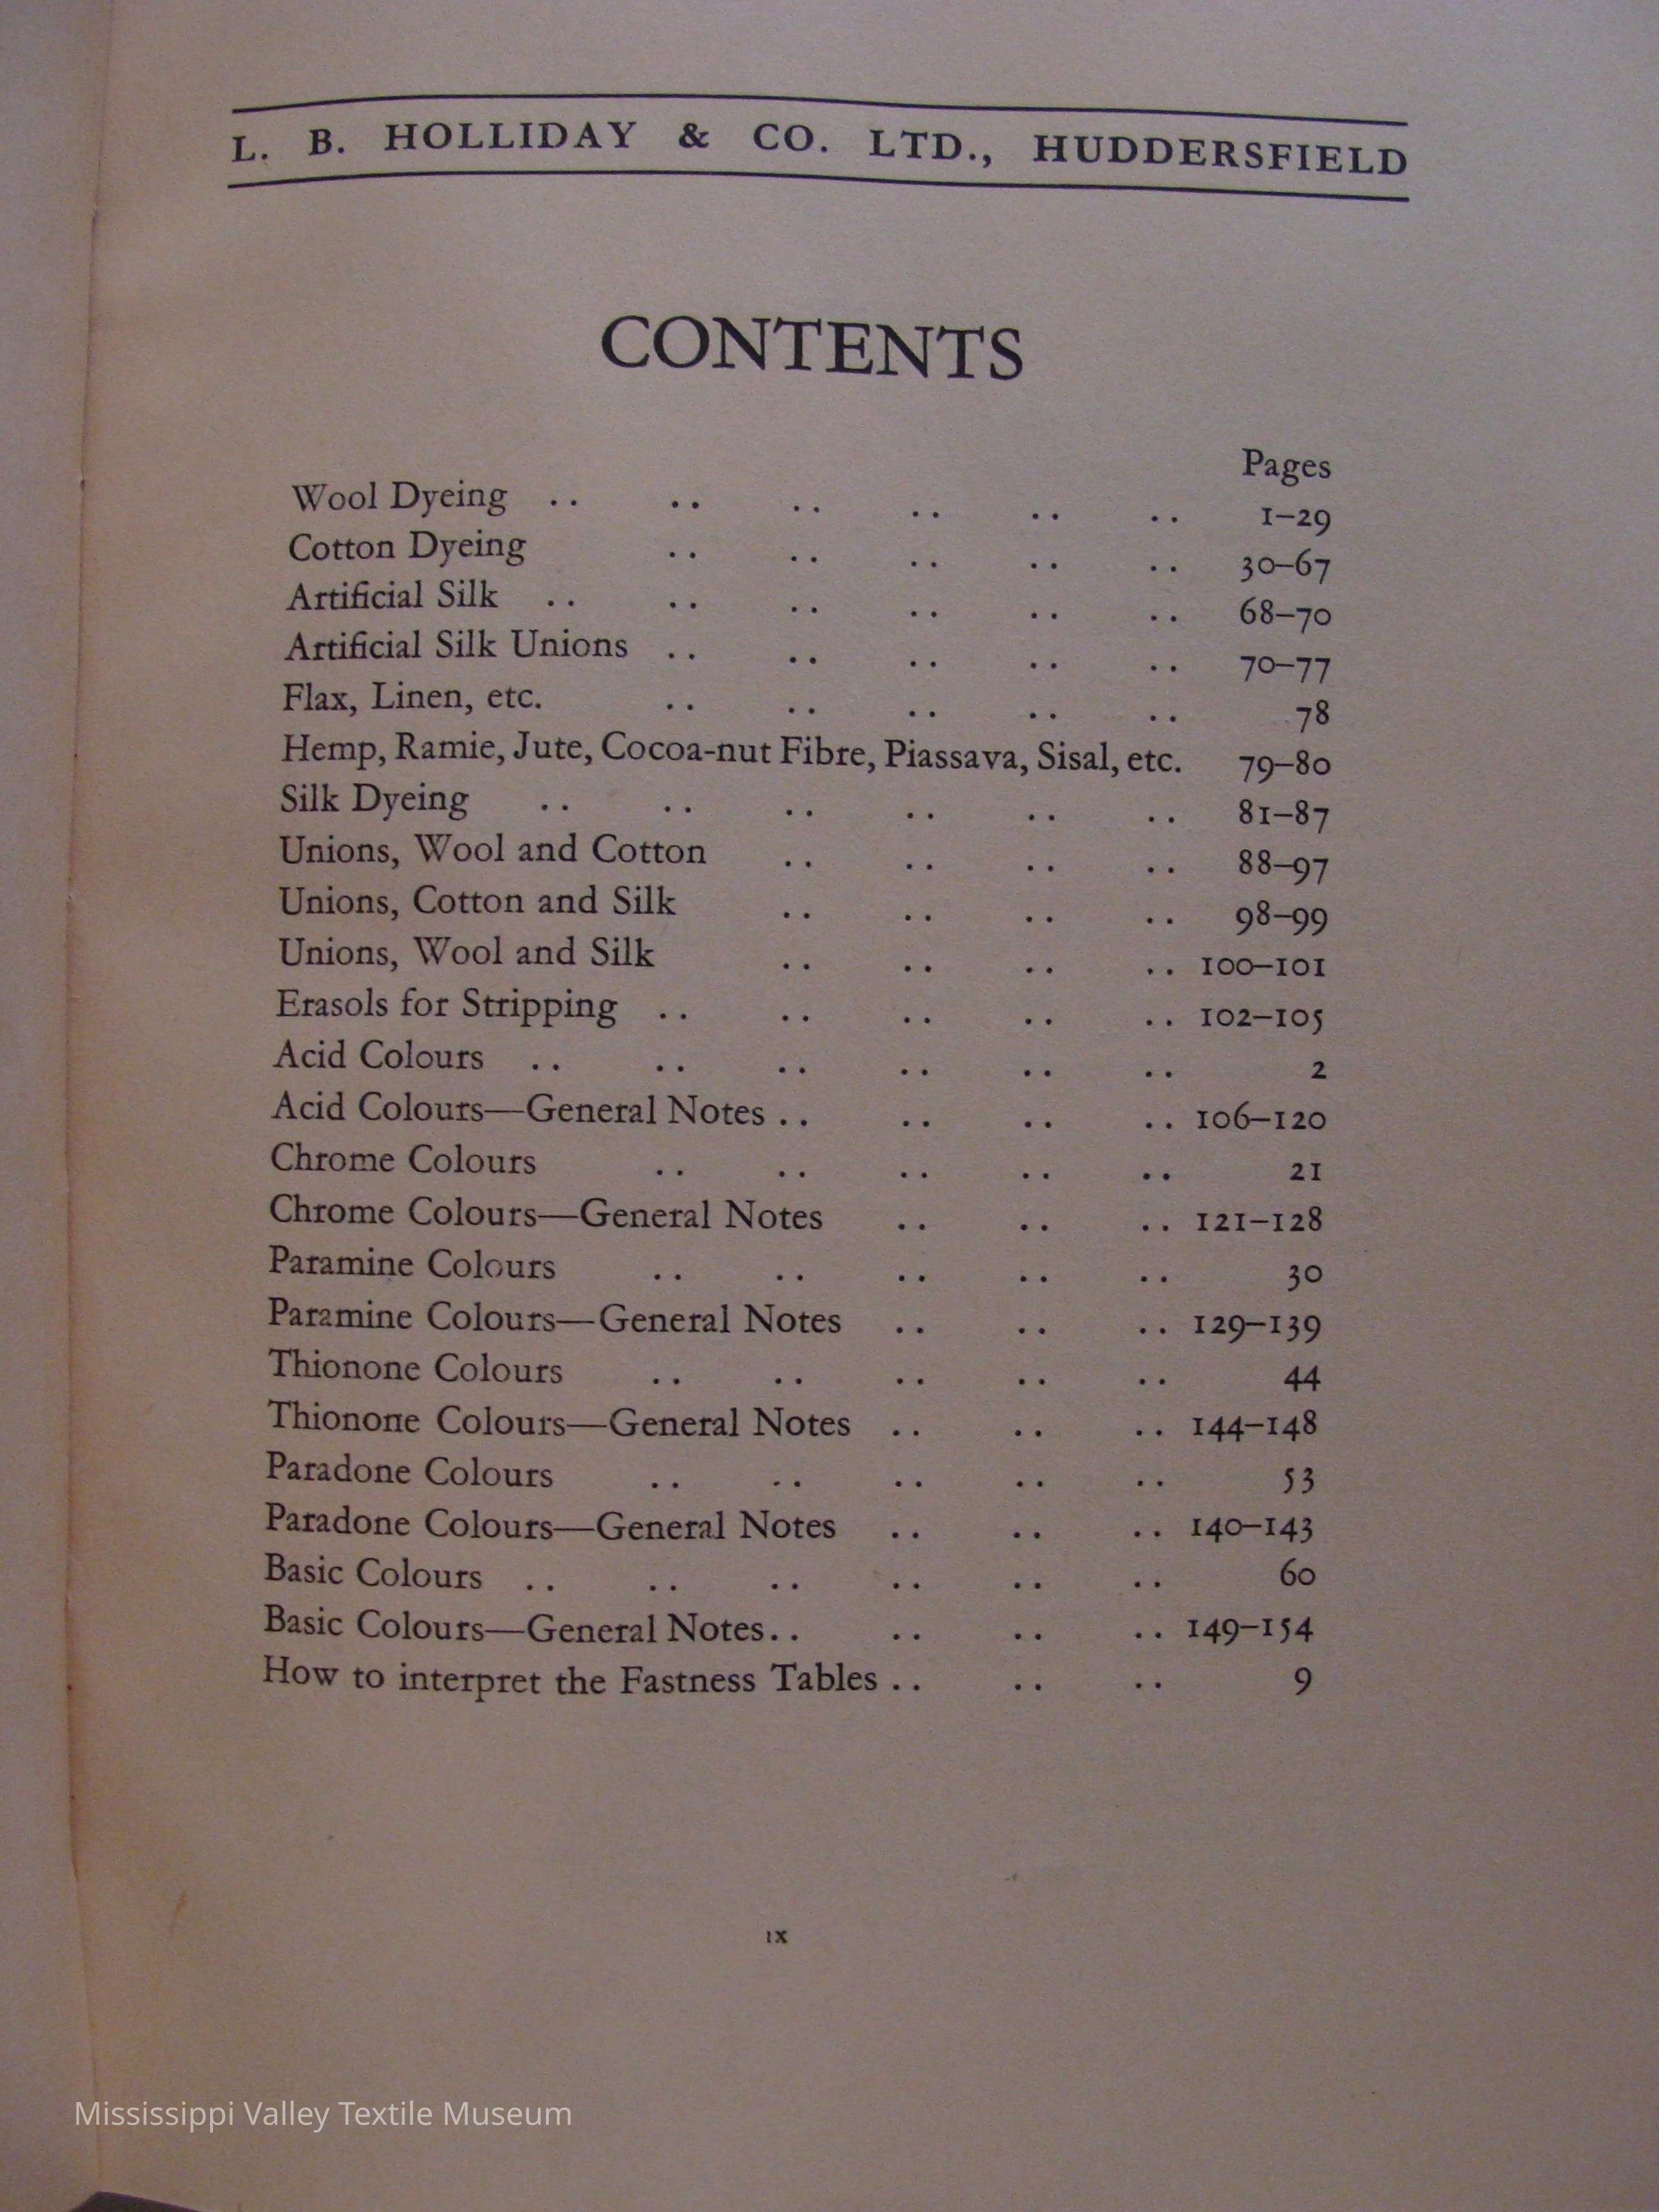 L. B. HOLLIDAY & CO. LTD., HUDDERSFIELD
CONTENTS
Pages
Wool Dyeing .. .. .. .. .. .. 1–29
Cotton Dyeing .. .. .. .. .. 30–67
Artificial Silk .. .. .. .. .. .. 68–70
Artificial Silk Unions .. .. .. .. .. 70–77
Flax, Linen, etc. .. .. .. .. .. 78
Hemp, Ramie, Jute, Cocoa-nut Fibre, Piassava, Sisal, etc. 79–80
Silk Dyeing .. .. .. .. .. .. 81–87
Unions, Wool and Cotton .. .. .. .. 88–97
Unions, Cotton and Silk .. .. .. .. 98–99
Unions, Wool and Silk .. .. .. .. 100–101
Erasols for Stripping .. .. .. .. .. 102–105
Acid Colours .. .. .. .. .. .. 2
Acid Colours—General Notes .. .. .. .. 106–120
Chrome Colours .. .. .. .. .. 21
Chrome Colours—General Notes .. .. .. 121–128
Paramine Colours .. .. .. .. .. 30
Paramine Colours—General Notes .. .. .. 129–139
Thionone Colours .. .. .. .. .. 44
Thionone Colours—General Notes .. .. .. 144–148
Paradone Colours .. .. .. .. .. 53
Paradone Colours—General Notes .. .. .. 140–143
Basic Colours .. .. .. .. .. .. 60
Basic Colours—General Notes .. .. .. .. 149–154
How to interpret the Fastness Tables .. .. .. 9
ix
Mississippi Valley Textile Museum